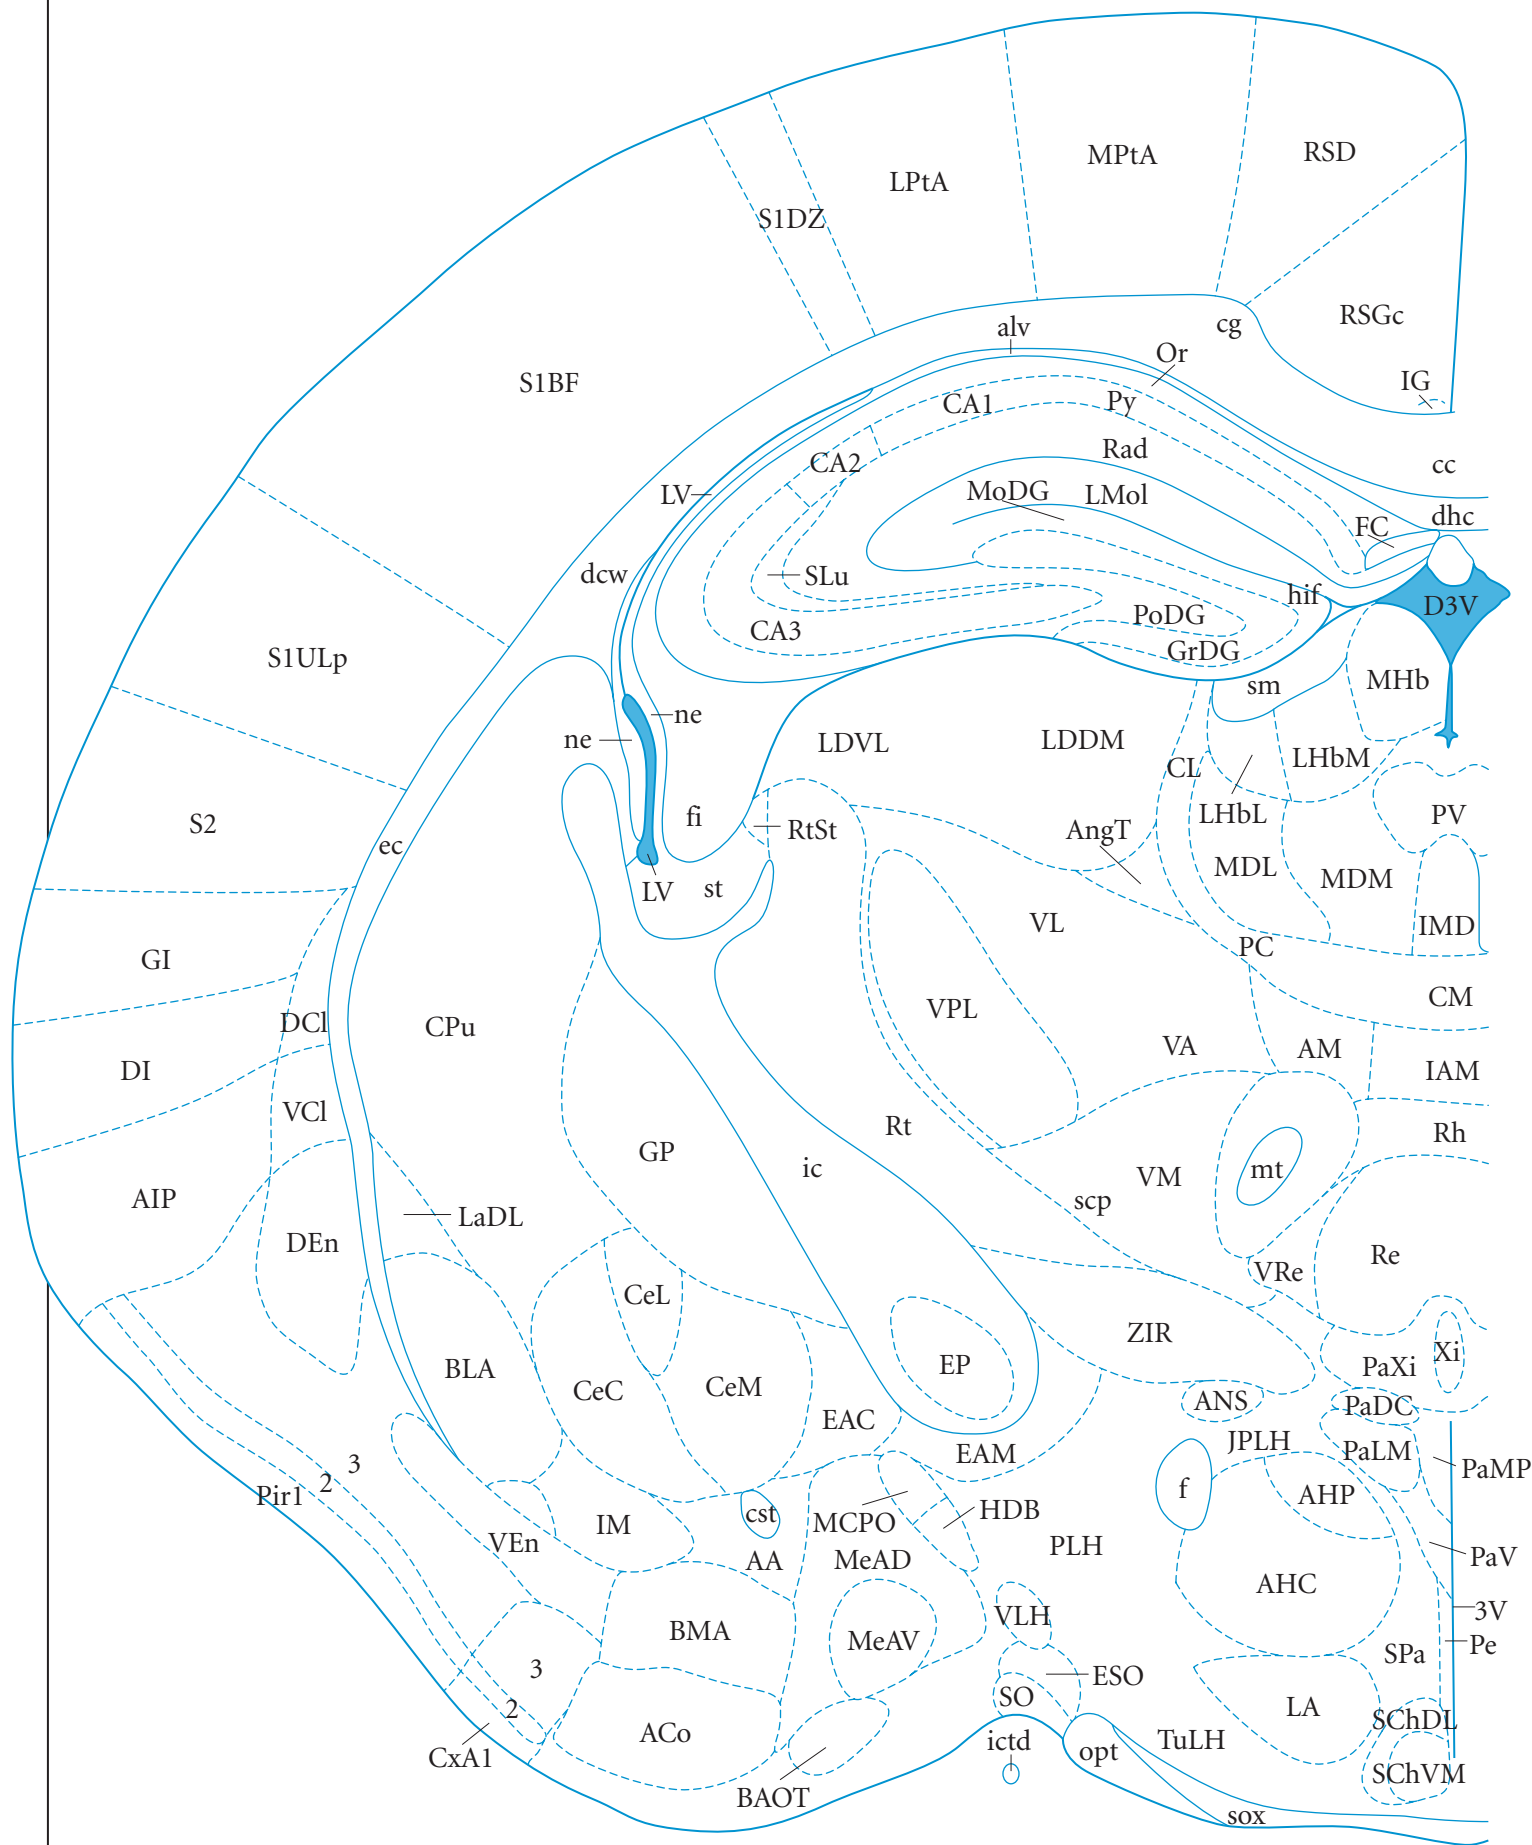 MPtA
RSD
LPtA
S1DZ
RSGc
cg
alv
Or
S1BF
IG
CA1
Py
Rad
CA2
cc
LV
MoDG
LMol
dhc
FC
dcw
SLu
hif
D3V
PoDG
CA3
GrDG
S1ULp
sm
MHb
ne
ne
LDVL
LDDM
CL
LHbM
LHbL
PV
fi
RtSt
AngT
S2
ec
MDL
MDM
LV
st
VL
IMD
PC
GI
CM
VPL
DCl
CPu
VA
AM
DI
IAM
VCl
Rt
Rh
GP
ic
VM
mt
AIP
scp
LaDL
DEn
Re
VRe
CeL
ZIR
Xi
EP
PaXi
BLA
CeC
CeM
ANS
PaDC
EAC
JPLH
EAM
PaLM
3
PaMP
2
Pir1
f
AHP
cst
HDB
MCPO
IM
VEn
PLH
PaV
AA
MeAD
AHC
3V
VLH
BMA
MeAV
Pe
SPa
3
ESO
SO
LA
2
SChDL
ACo
ictd
TuLH
CxA1
opt
SChVM
BAOT
sox